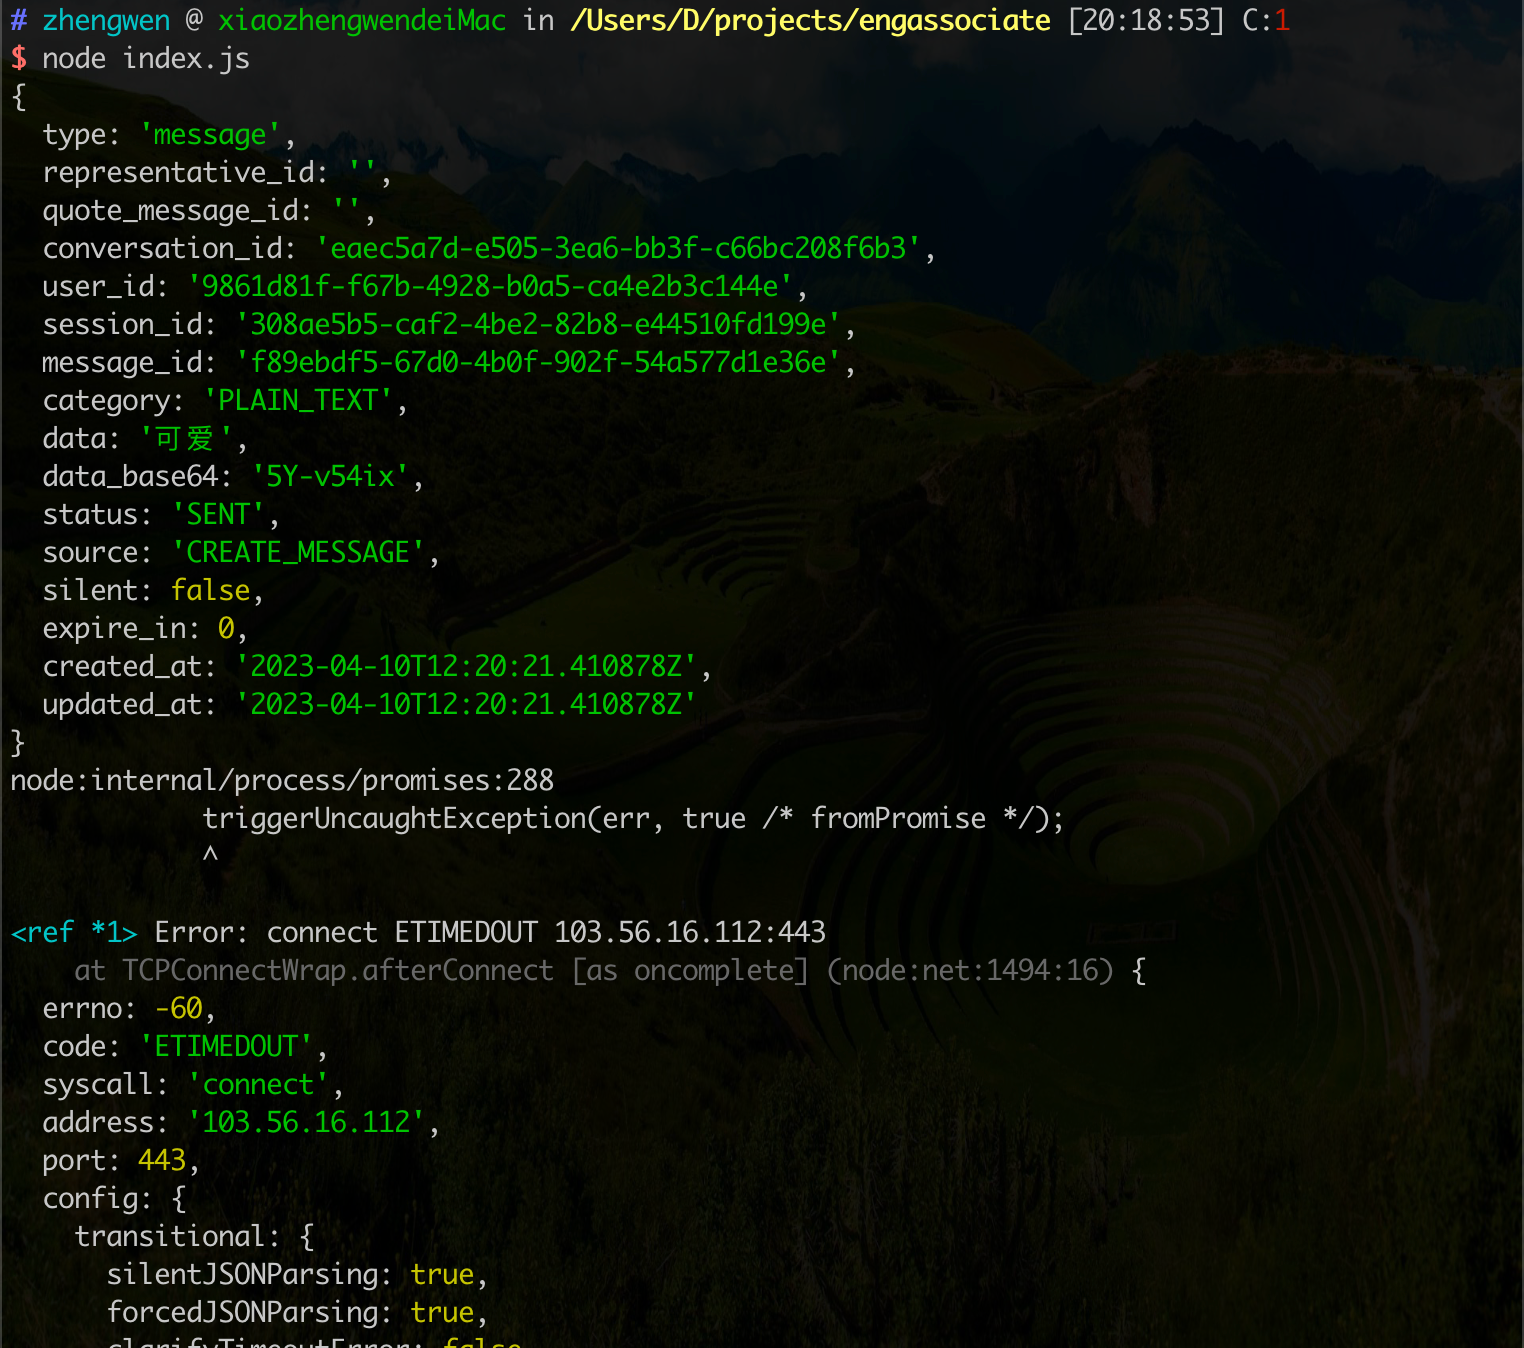 # zhengwen @ xiaozhengwendeiMac in /Users/D/projects/engassociate [20:18:53] C:1
$ node index.js
{
  type: 'message',
  representative_id: '',
  quote_message_id: '',
  conversation_id: 'eaec5a7d-e505-3ea6-bb3f-c66bc208f6b3',
  user_id: '9861d81f-f67b-4928-b0a5-ca4e2b3c144e',
  session_id: '308ae5b5-caf2-4be2-82b8-e44510fd199e',
  message_id: 'f89ebdf5-67d0-4b0f-902f-54a577d1e36e',
  category: 'PLAIN_TEXT',
  data: '可爱',
  data_base64: '5Y-v54ix',
  status: 'SENT',
  source: 'CREATE_MESSAGE',
  silent: false,
  expire_in: 0,
  created_at: '2023-04-10T12:20:21.410878Z',
  updated_at: '2023-04-10T12:20:21.410878Z'
}
node:internal/process/promises:288
            triggerUncaughtException(err, true /* fromPromise */);
            ^

<ref *1> Error: connect ETIMEDOUT 103.56.16.112:443
    at TCPConnectWrap.afterConnect [as oncomplete] (node:net:1494:16) {
  errno: -60,
  code: 'ETIMEDOUT',
  syscall: 'connect',
  address: '103.56.16.112',
  port: 443,
  config: {
    transitional: {
      silentJSONParsing: true,
      forcedJSONParsing: true,
      clarifyTimeoutError: false